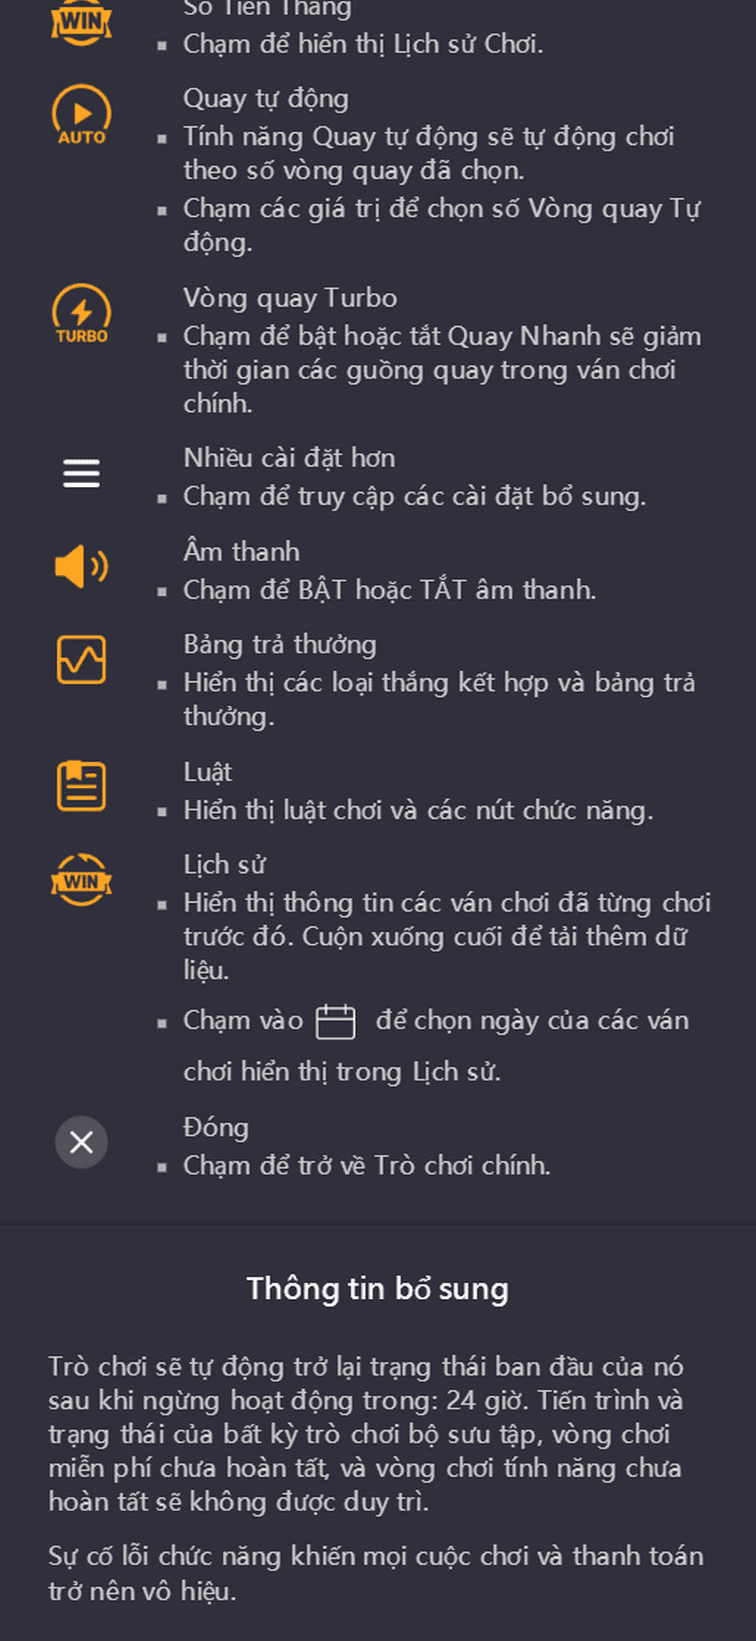 WIN
Số Tiền Thắng
Chạm để hiển thị Lịch sử Chơi.
AUTO
Quay tự động
Tính năng Quay tự động sẽ tự động chơi
theo số vòng quay đã chọn.
Chạm các giá trị để chọn số Vòng quay Tự
động.
TURBO
Vòng quay Turbo
Chạm để bật hoặc tắt Quay Nhanh sẽ giảm
thời gian các guồng quay trong ván chơi
chính.
Nhiều cài đặt hơn
Chạm để truy cập các cài đặt bổ sung.
Âm thanh
Chạm để BẬT hoặc TẮT âm thanh.
Bảng trả thưởng
Hiển thị các loại thắng kết hợp và bảng trả
thưởng.
Luật
Hiển thị luật chơi và các nút chức năng.
WIN
Lịch sử
Hiển thị thông tin các ván chơi đã từng chơi
trước đó. Cuộn xuống cuối để tải thêm dữ
liệu.
Chạm vào để chọn ngày của các ván
chơi hiển thị trong Lịch sử.
Đóng
Chạm để trở về Trò chơi chính.
Thông tin bổ sung
Trò chơi sẽ tự động trở lại trạng thái ban đầu của nó
sau khi ngừng hoạt động trong: 24 giờ. Tiến trình và
trạng thái của bất kỳ trò chơi bộ sưu tập, vòng chơi
miễn phí chưa hoàn tất, và vòng chơi tính năng chưa
hoàn tất sẽ không được duy trì.
Sự cố lỗi chức năng khiến mọi cuộc chơi và thanh toán
trở nên vô hiệu.